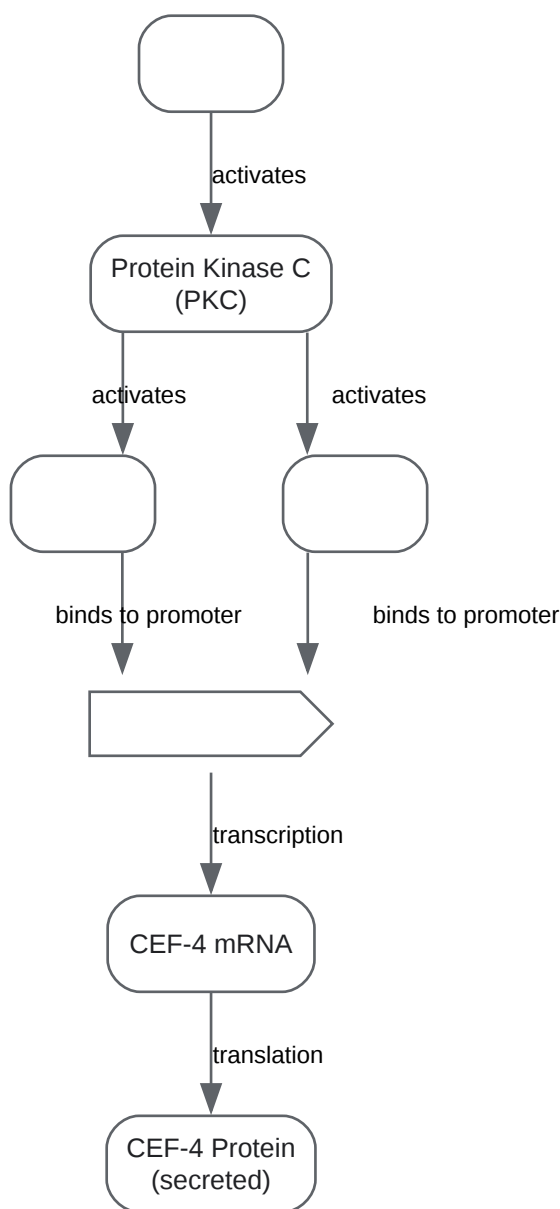 activates
Protein Kinase C
(PKC)
activates
activates
binds to promoter
binds to promoter
transcription
CEF-4 mRNA
translation
CEF-4 Protein
(secreted)